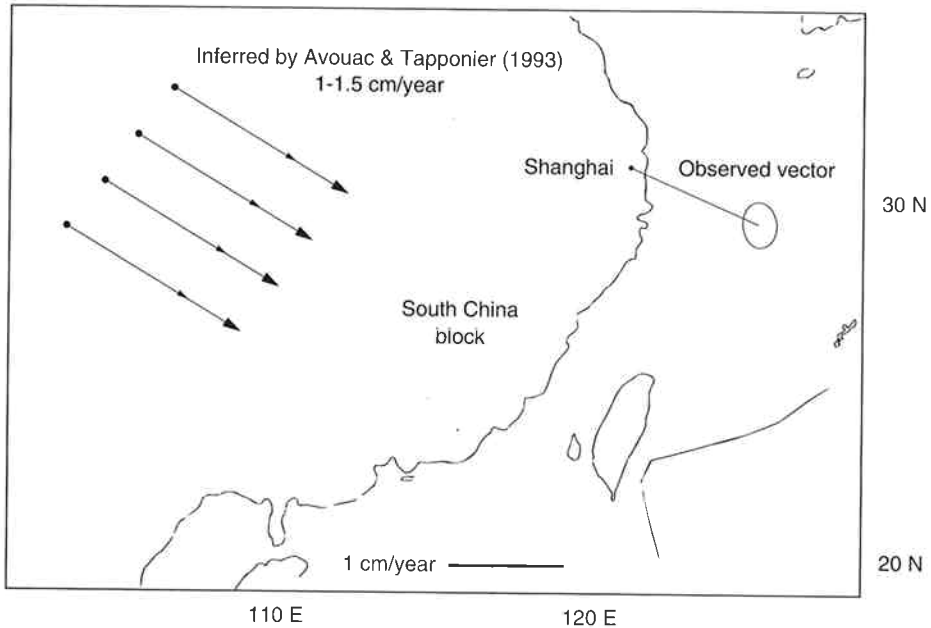 Inferred by Avouac & Tapponier (1993)
1-1.5 cm/year
Shanghai
Observed vector
30 N
South China
block
1 cm/year
20 N
110 E
120 E